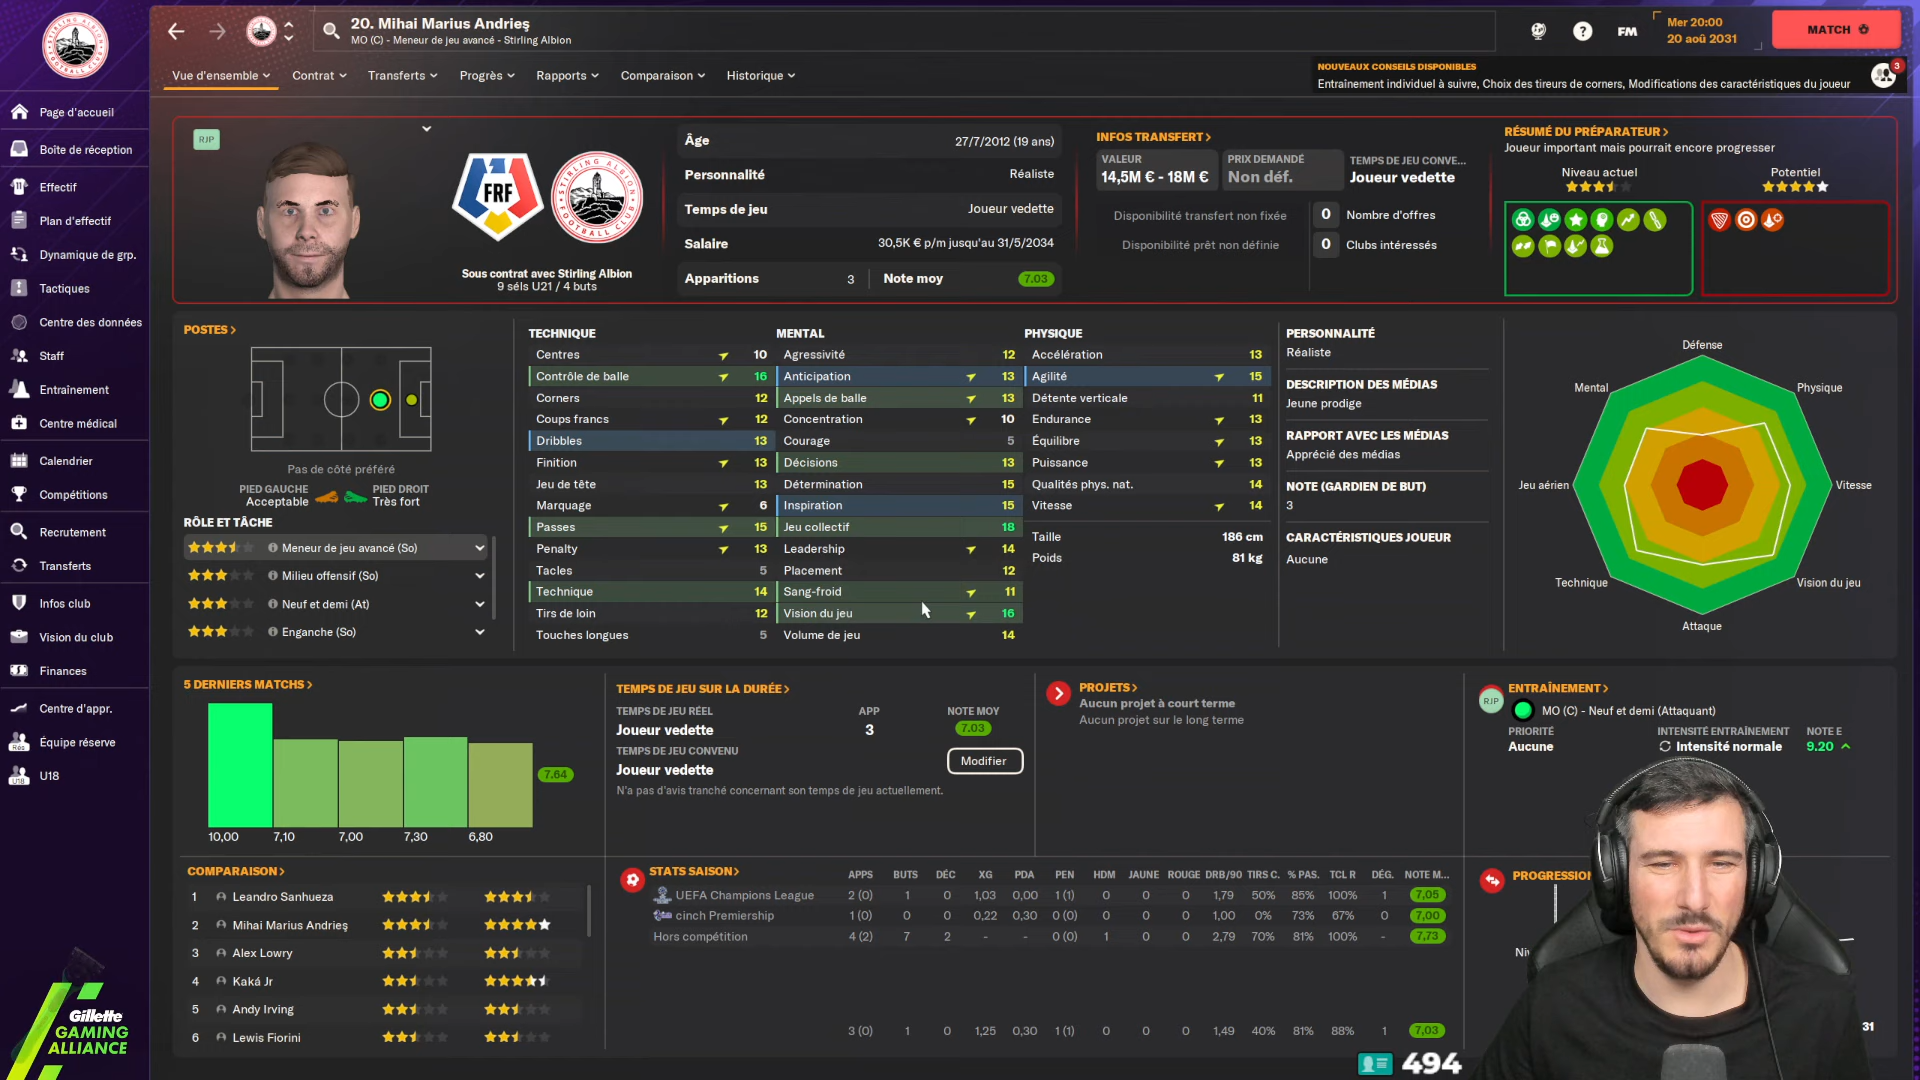 20. Mihai Marius Andrieș
MO (C) - Meneur de jeu avancé - Stirling Albion
Mer 20:00
20 aoû 2031
FM
MATCH
Vue d'ensemble
Contrat
Transferts
Progrès
Rapports
Comparaison
Historique
NOUVEAUX CONSEILS DISPONIBLES
Entraînement individuel à suivre, Choix des tireurs de corners, Modifications des caractéristiques du joueur
3
Page d'accueil
Boîte de réception
Effectif
Plan d'effectif
Dynamique de grp.
Tactiques
Centre des données
Staff
Entraînement
Centre médical
Calendrier
Compétitions
Recrutement
Transferts
Infos club
Vision du club
Finances
Centre d'appr.
Équipe réserve
U18
Gillette
GAMING
ALLIANCE
RJP
FRF
STIRLING ALBION
FOOTBALL CLUB
Sous contrat avec Stirling Albion
9 séls U21 / 4 buts
Âge 27/7/2012 (19 ans)
Personnalité Réaliste
Temps de jeu Joueur vedette
Salaire 30,5K € p/m jusqu'au 31/5/2034
Apparitions 3 Note moy 7.03
INFOS TRANSFERT
VALEUR
14,5M € - 18M €
PRIX DEMANDÉ
Non déf.
TEMPS DE JEU CONVE...
Joueur vedette
Disponibilité transfert non fixée
Disponibilité prêt non définie
0 Nombre d'offres
0 Clubs intéressés
RÉSUMÉ DU PRÉPARATEUR
Joueur important mais pourrait encore progresser
Niveau actuel
Potentiel
POSTES
Pas de côté préféré
PIED GAUCHE
Acceptable
PIED DROIT
Très fort
RÔLE ET TÂCHE
Meneur de jeu avancé (So)
Milieu offensif (So)
Neuf et demi (At)
Enganche (So)
TECHNIQUE
Centres 10
Contrôle de balle 16
Corners 12
Coups francs 12
Dribbles 13
Finition 13
Jeu de tête 13
Marquage 6
Passes 15
Penalty 13
Tacles 5
Technique 14
Tirs de loin 12
Touches longues 5
MENTAL
Agressivité 12
Anticipation 13
Appels de balle 13
Concentration 10
Courage 5
Décisions 13
Détermination 15
Inspiration 15
Jeu collectif 18
Leadership 14
Placement 12
Sang-froid 11
Vision du jeu 16
Volume de jeu 14
PHYSIQUE
Accélération 13
Agilité 15
Détente verticale 11
Endurance 13
Équilibre 13
Puissance 13
Qualités phys. nat. 14
Vitesse 14
Taille 186 cm
Poids 81 kg
PERSONNALITÉ
Réaliste
DESCRIPTION DES MÉDIAS
Jeune prodige
RAPPORT AVEC LES MÉDIAS
Apprécié des médias
NOTE (GARDIEN DE BUT)
3
CARACTÉRISTIQUES JOUEUR
Aucune
Défense
Physique
Vitesse
Vision du jeu
Attaque
Technique
Jeu aérien
Mental
5 DERNIERS MATCHS
7.64
10,00 7,10 7,00 7,30 6,80
TEMPS DE JEU SUR LA DURÉE
TEMPS DE JEU RÉEL APP NOTE MOY
Joueur vedette 3 7.03
TEMPS DE JEU CONVENU
Joueur vedette
Modifier
N'a pas d'avis tranché concernant son temps de jeu actuellement.
PROJETS
Aucun projet à court terme
Aucun projet sur le long terme
RJP
ENTRAÎNEMENT
MO (C) - Neuf et demi (Attaquant)
PRIORITÉ
Aucune
INTENSITÉ ENTRAÎNEMENT
Intensité normale
NOTE E
9.20
COMPARAISON
1 Leandro Sanhueza
2 Mihai Marius Andrieș
3 Alex Lowry
4 Kaká Jr
5 Andy Irving
6 Lewis Fiorini
STATS SAISON
APPS BUTS DÉC XG PDA PEN HDM JAUNE ROUGE DRB/90 TIRS C. % PAS. TCL R DÉG. NOTE M...
UEFA Champions League 2 (0) 1 0 1,03 0,00 1 (1) 0 0 0 1,79 50% 85% 100% 1 7,05
cinch Premiership 1 (0) 0 0 0,22 0,30 0 (0) 0 0 0 1,00 0% 73% 67% 0 7,00
Hors compétition 4 (2) 7 2 - - 0 (0) 1 0 0 2,79 70% 81% 100% - 7,73
3 (0) 1 0 1,25 0,30 1 (1) 0 0 0 1,49 40% 81% 88% 1 7,03
PROGRESSION
31
494